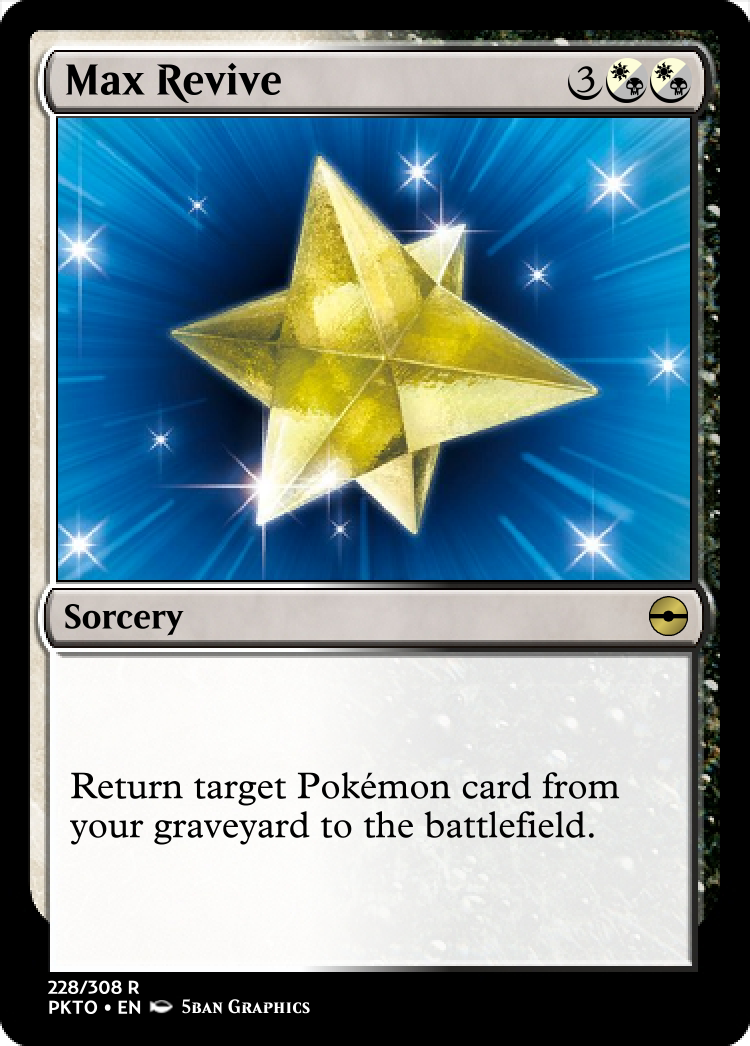 Max Revive 3
Sorcery
Return target Pokémon card from
your graveyard to the battlefield.
228/308 R
PKTO • EN 5ban Graphics